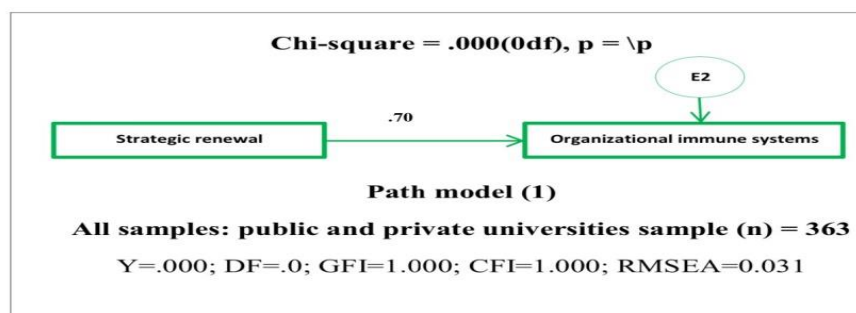 Chi-square = .000(0df), p = \p
E2
.70
Strategic renewal
Organizational immune systems
Path model (1)
All samples: public and private universities sample (n) = 363
Y=.000; DF=.0; GFI=1.000; CFI=1.000; RMSEA=0.031